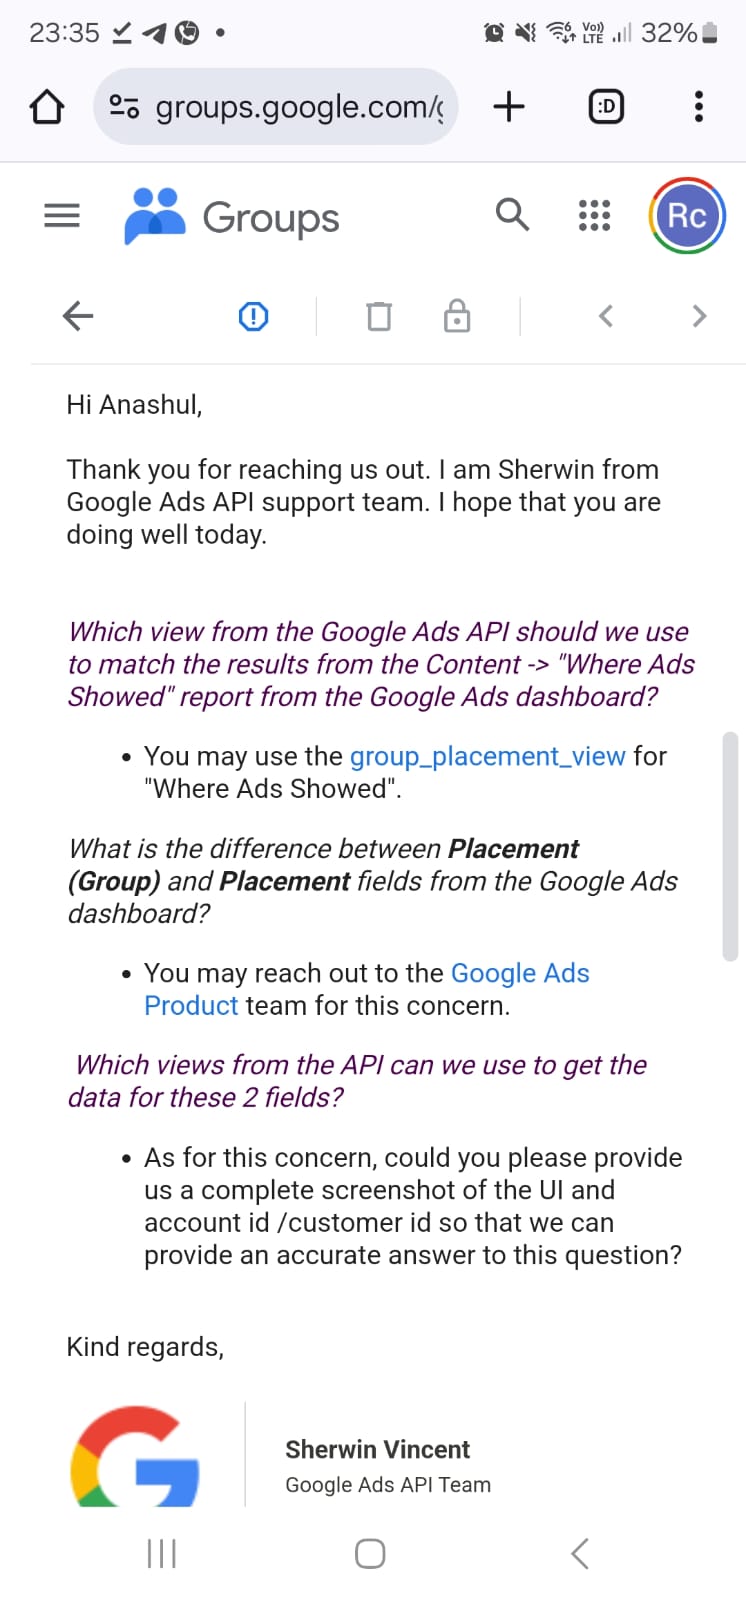 23:35
Vo))
LTE
32%
groups.google.com/g
:D
Groups
Rc
Hi Anashul,
Thank you for reaching us out. I am Sherwin from
Google Ads API support team. I hope that you are
doing well today.
Which view from the Google Ads API should we use
to match the results from the Content -> "Where Ads
Showed" report from the Google Ads dashboard?
• You may use the group_placement_view for
"Where Ads Showed".
What is the difference between Placement
(Group) and Placement fields from the Google Ads
dashboard?
• You may reach out to the Google Ads
Product team for this concern.
Which views from the API can we use to get the
data for these 2 fields?
• As for this concern, could you please provide
us a complete screenshot of the UI and
account id /customer id so that we can
provide an accurate answer to this question?
Kind regards,
Sherwin Vincent
Google Ads API Team